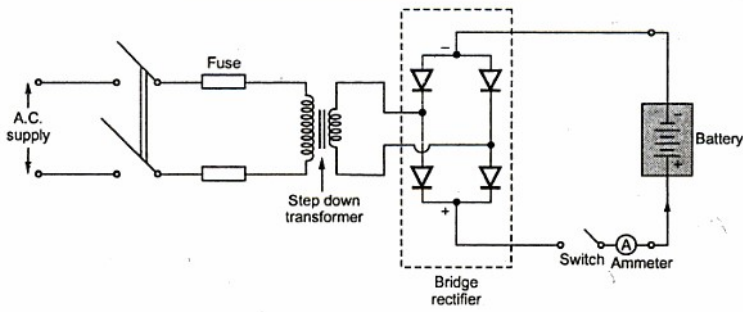 Fuse
A.C.
supply
Step down
transformer
−
+
Bridge
rectifier
-
+
Battery
Switch
A
Ammeter